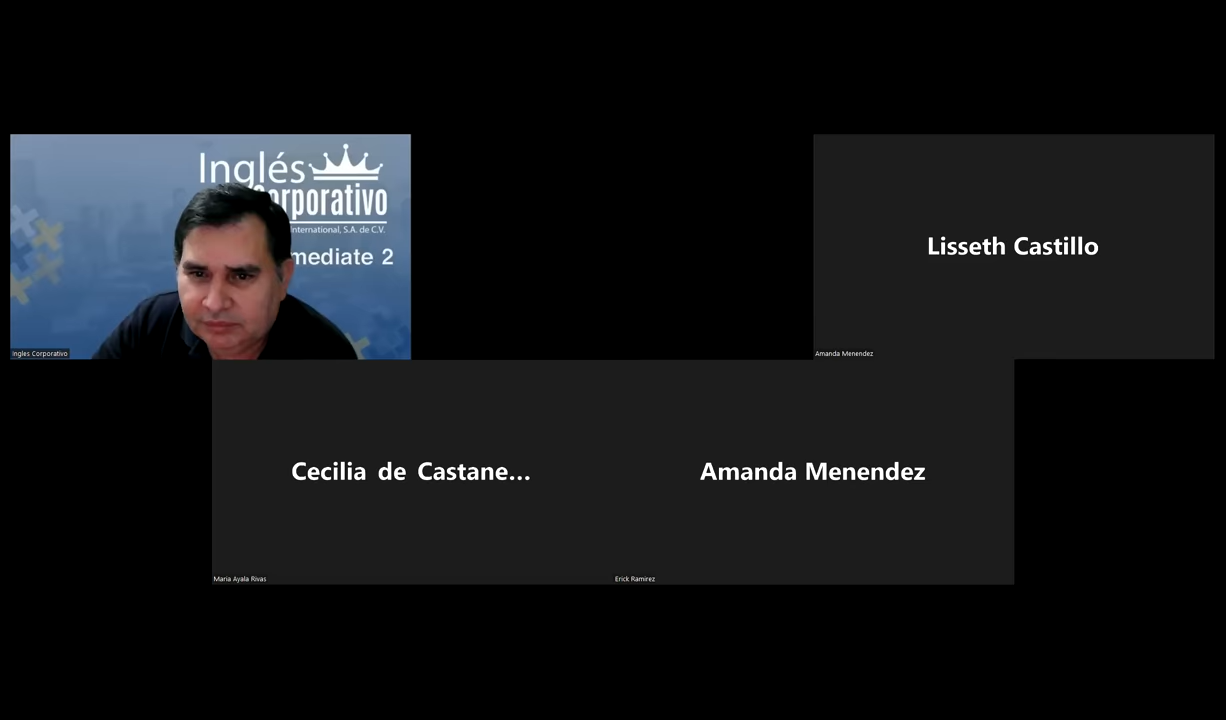 Inglés
Corporativo
International, S.A. de C.V.
mediate 2
Ingles Corporativo
Lisseth Castillo
Amanda Menendez
Cecilia de Castane...
Maria Ayala Rivas
Amanda Menendez
Erick Ramirez